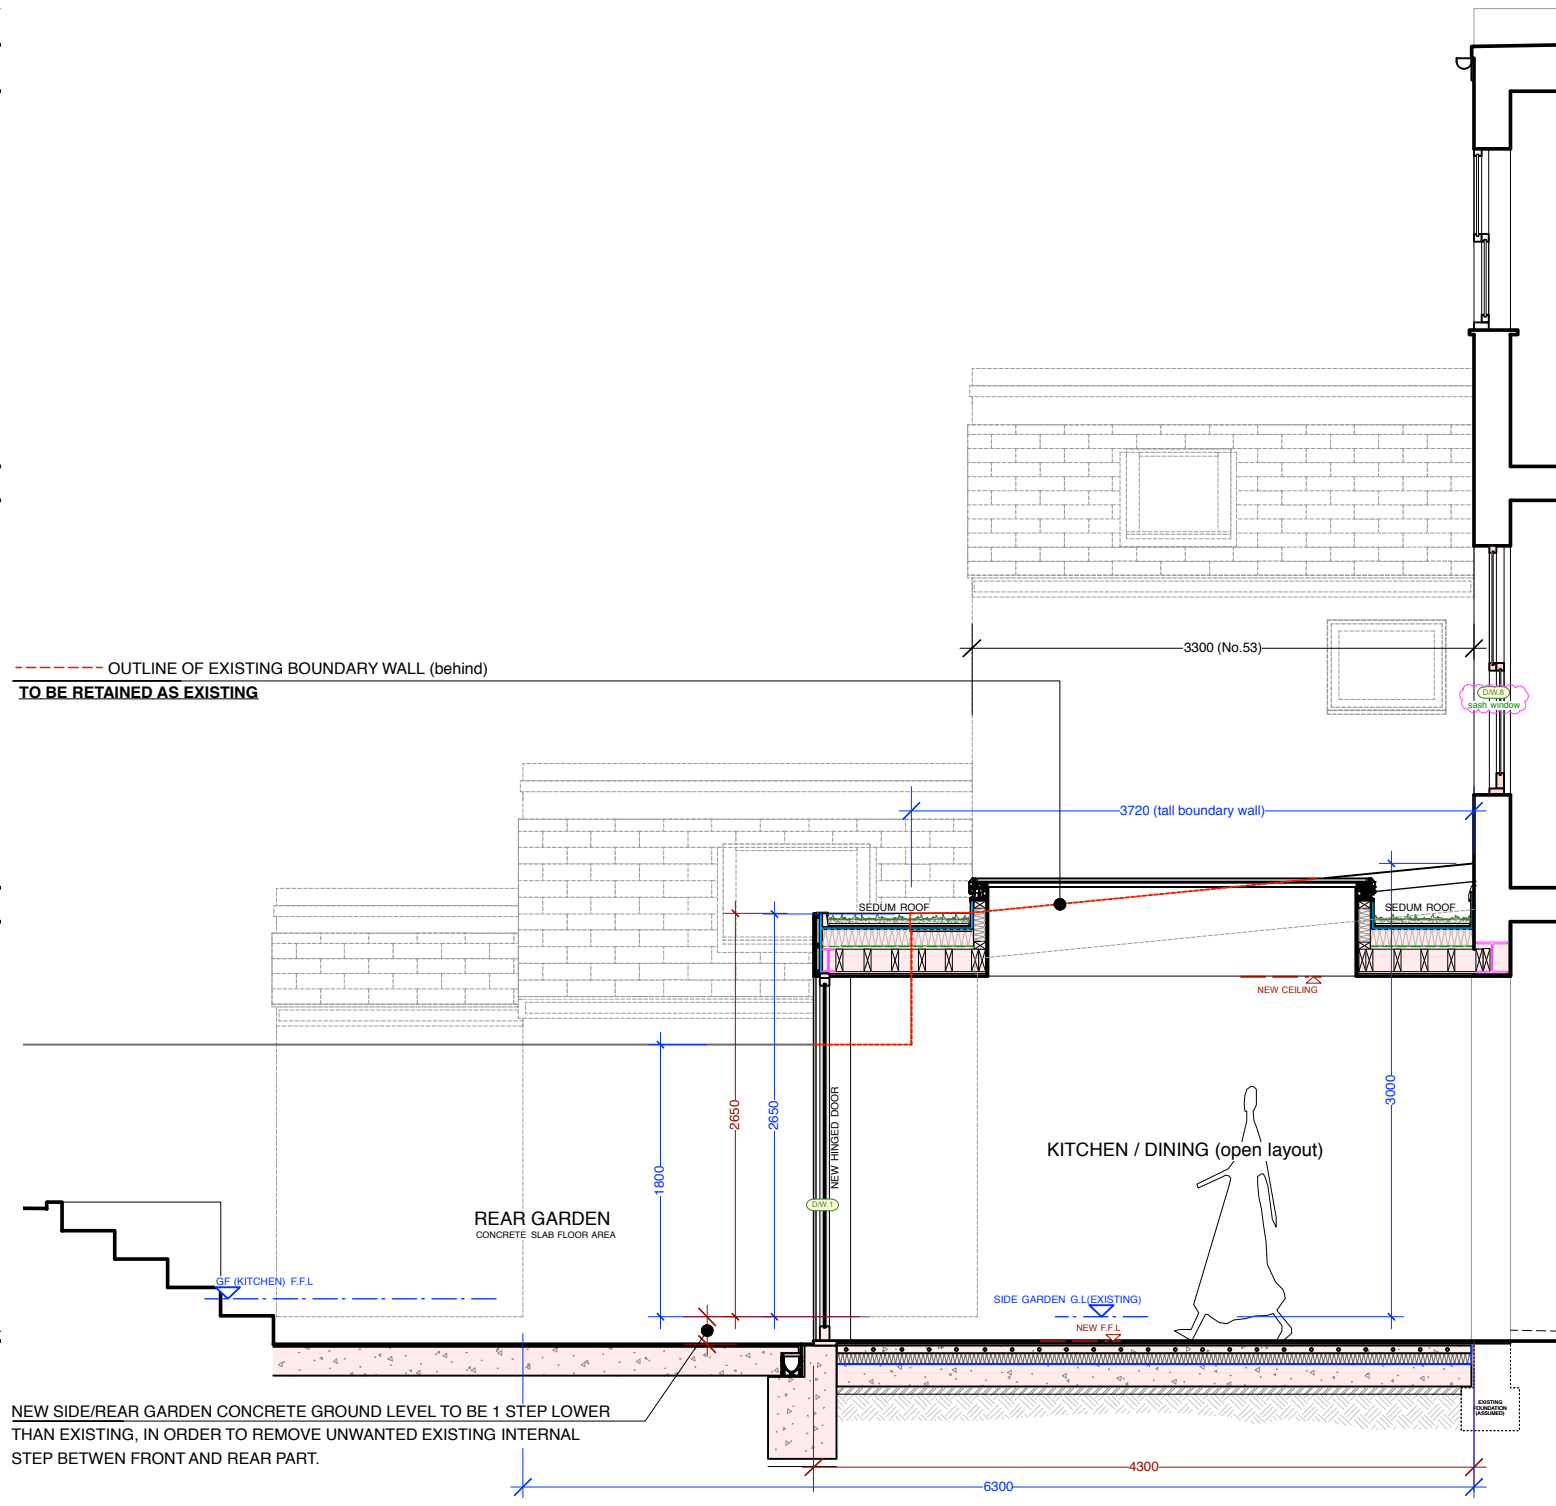 3300 (No.53)
OUTLINE OF EXISTING BOUNDARY WALL (behind)
TO BE RETAINED AS EXISTING
D/W.8
sash window
3720 (tall boundary wall)
SEDUM ROOF
SEDUM ROOF
NEW CEILING
2650
2650
3000
1800
NEW HINGED DOOR
KITCHEN / DINING (open layout)
D/W.1
REAR GARDEN
CONCRETE SLAB FLOOR AREA
GF (KITCHEN) F.F.L
SIDE GARDEN G.L(EXISTING)
NEW F.F.L
EXISTING
FOUNDATION
(ASSUMED)
NEW SIDE/REAR GARDEN CONCRETE GROUND LEVEL TO BE 1 STEP LOWER
THAN EXISTING, IN ORDER TO REMOVE UNWANTED EXISTING INTERNAL
STEP BETWEN FRONT AND REAR PART.
4300
6300